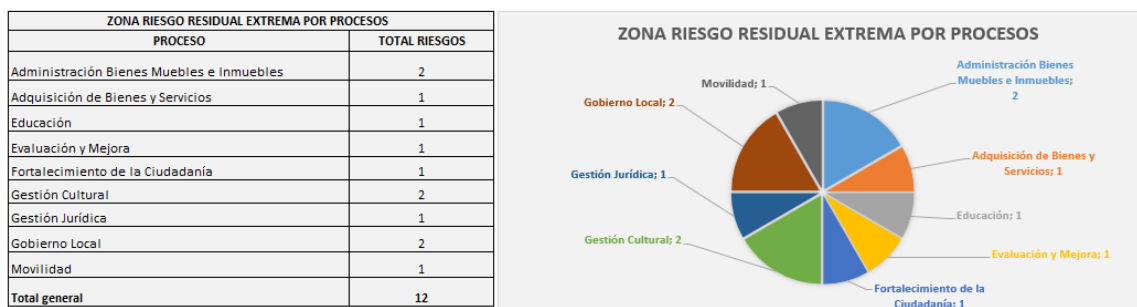 ZONA RIESGO RESIDUAL EXTREMA POR PROCESOS
PROCESO TOTAL RIESGOS
Administración Bienes Muebles e Inmuebles 2
Adquisición de Bienes y Servicios 1
Educación 1
Evaluación y Mejora 1
Fortalecimiento de la Ciudadanía 1
Gestión Cultural 2
Gestión Jurídica 1
Gobierno Local 2
Movilidad 1
Total general 12
ZONA RIESGO RESIDUAL EXTREMA POR PROCESOS
Administración Bienes
Muebles e Inmuebles;
2
Movilidad; 1
Gobierno Local; 2
Adquisición de Bienes y
Servicios; 1
Gestión Jurídica; 1
Educación; 1
Gestión Cultural; 2
Evaluación y Mejora; 1
Fortalecimiento de la
Ciudadanía; 1